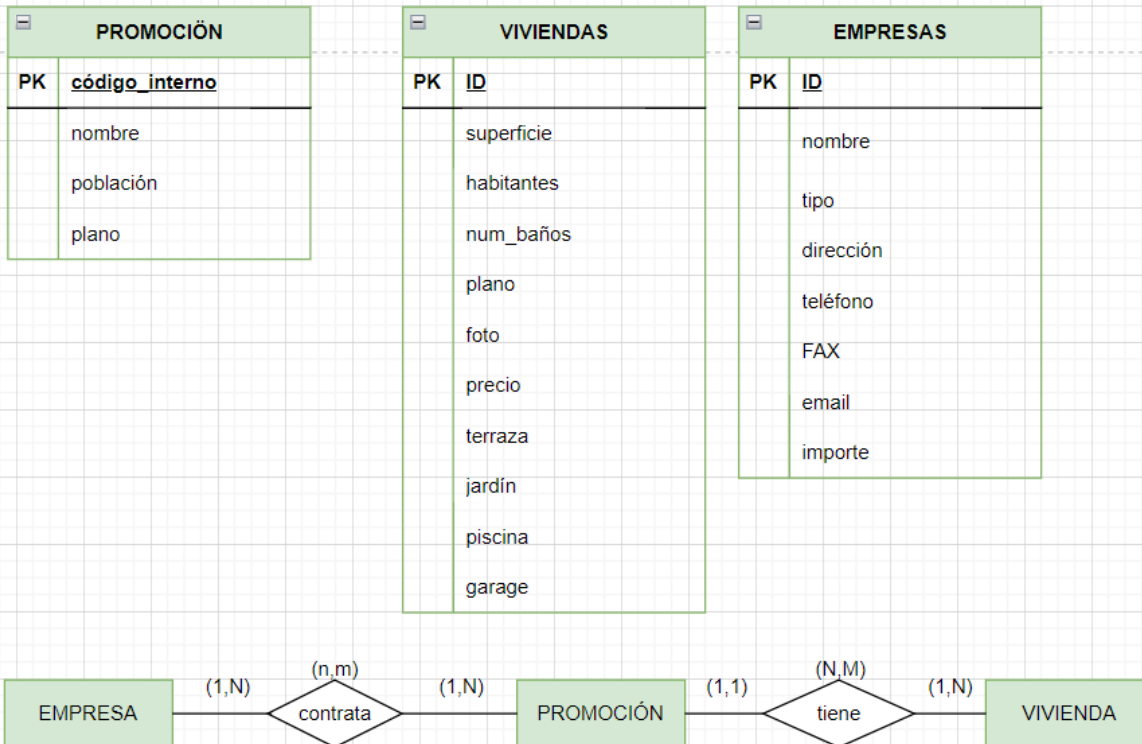 PROMOCIÖN
PK código_interno
nombre
población
plano
VIVIENDAS
PK ID
superficie
habitantes
num_baños
plano
foto
precio
terraza
jardín
piscina
garage
EMPRESAS
PK ID
nombre
tipo
dirección
teléfono
FAX
email
importe
(1,N) (n,m) (1,N) (1,1) (N,M) (1,N)
EMPRESA contrata PROMOCIÓN tiene VIVIENDA